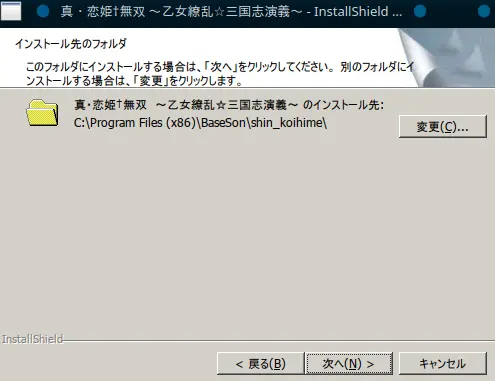 真・恋姫†無双 ～乙女繚乱☆三国志演義～ - InstallShield ...
インストール先のフォルダ
このフォルダにインストールする場合は、「次へ」をクリックしてください。 別のフォルダにイ
ンストールする場合は、「変更」をクリックします。
真・恋姫†無双 ～乙女繚乱☆三国志演義～ のインストール先:
C:\Program Files (x86)\BaseSon\shin_koihime\
変更(C)...
InstallShield
< 戻る(B)
次へ(N) >
キャンセル